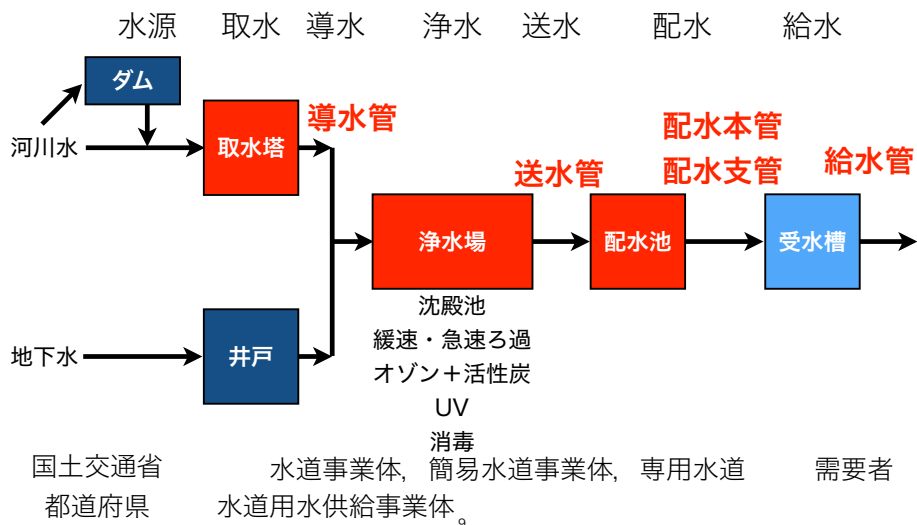 水源 取水 導水 浄水 送水 配水 給水
ダム
導水管
配水本管
河川水
取水塔
配水支管
送水管
給水管
浄水場
配水池
受水槽
沈殿池
緩速・急速ろ過
地下水
井戸
オゾン＋活性炭
UV
消毒
国土交通省 水道事業体，簡易水道事業体，専用水道 需要者
都道府県 水道用水供給事業体。